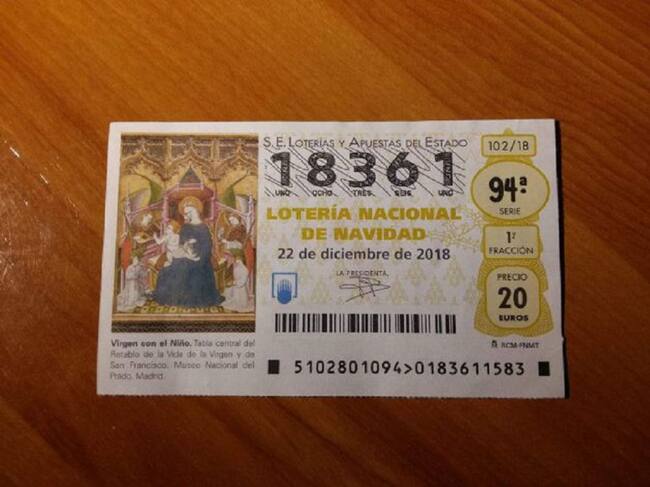 S.E. LOTERÍAS Y APUESTAS DEL ESTADO
18361
UNO OCHO TRES SEIS UNO
LOTERÍA NACIONAL
DE NAVIDAD
22 de diciembre de 2018
LA PRESIDENTA,
102/18
94ª
SERIE
1ª
FRACCIÓN
PRECIO
20
EUROS
RCM-FNMT
Virgen con el Niño. Tabla central del
Retablo de la Vida de la Virgen y de
San Francisco. Museo Nacional del
Prado. Madrid.
5102801094>0183611583